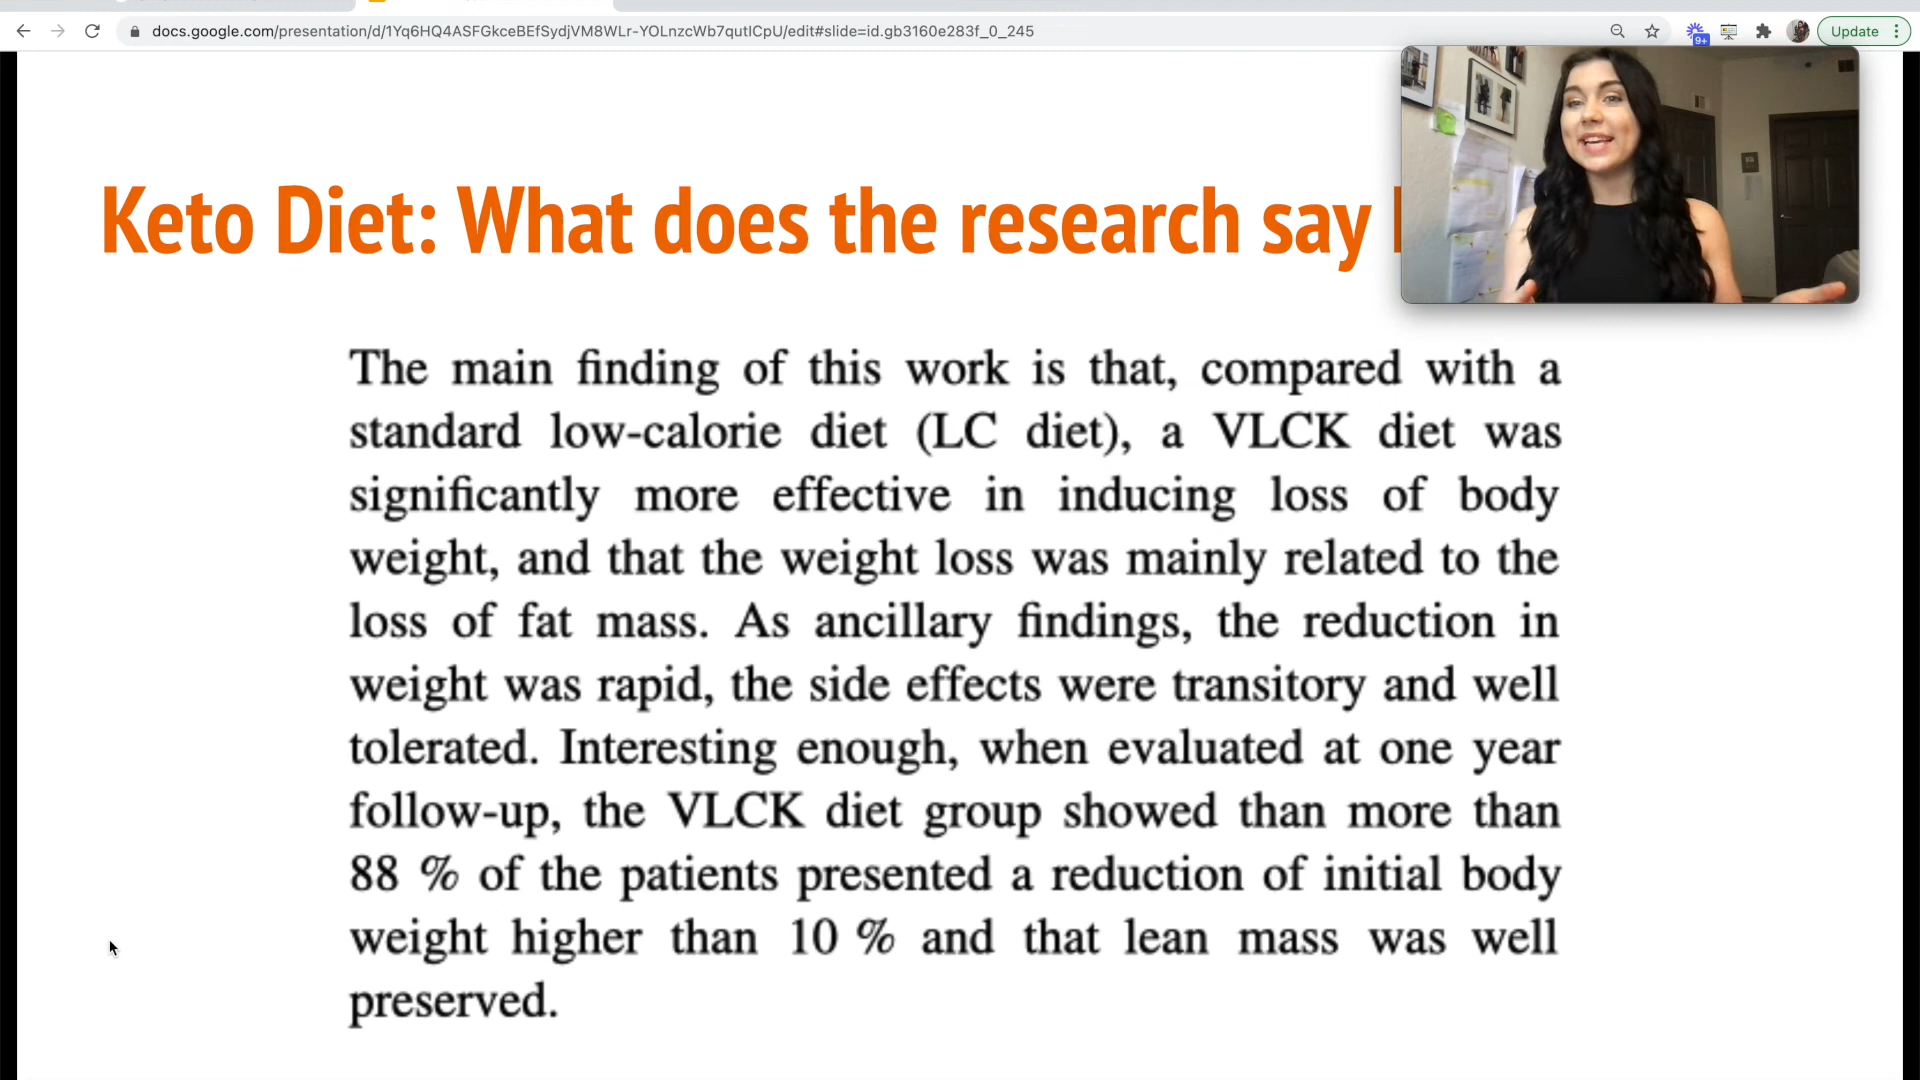 docs.google.com/presentation/d/1Yq6HQ4ASFGkceBEfSydjVM8WLr-YOLnzcWb7qutICpU/edit#slide=id.gb3160e283f_0_245
9+
Update
Keto Diet: What does the research say
The main finding of this work is that, compared with a
standard low-calorie diet (LC diet), a VLCK diet was
significantly more effective in inducing loss of body
weight, and that the weight loss was mainly related to the
loss of fat mass. As ancillary findings, the reduction in
weight was rapid, the side effects were transitory and well
tolerated. Interesting enough, when evaluated at one year
follow-up, the VLCK diet group showed than more than
88 % of the patients presented a reduction of initial body
weight higher than 10 % and that lean mass was well
preserved.